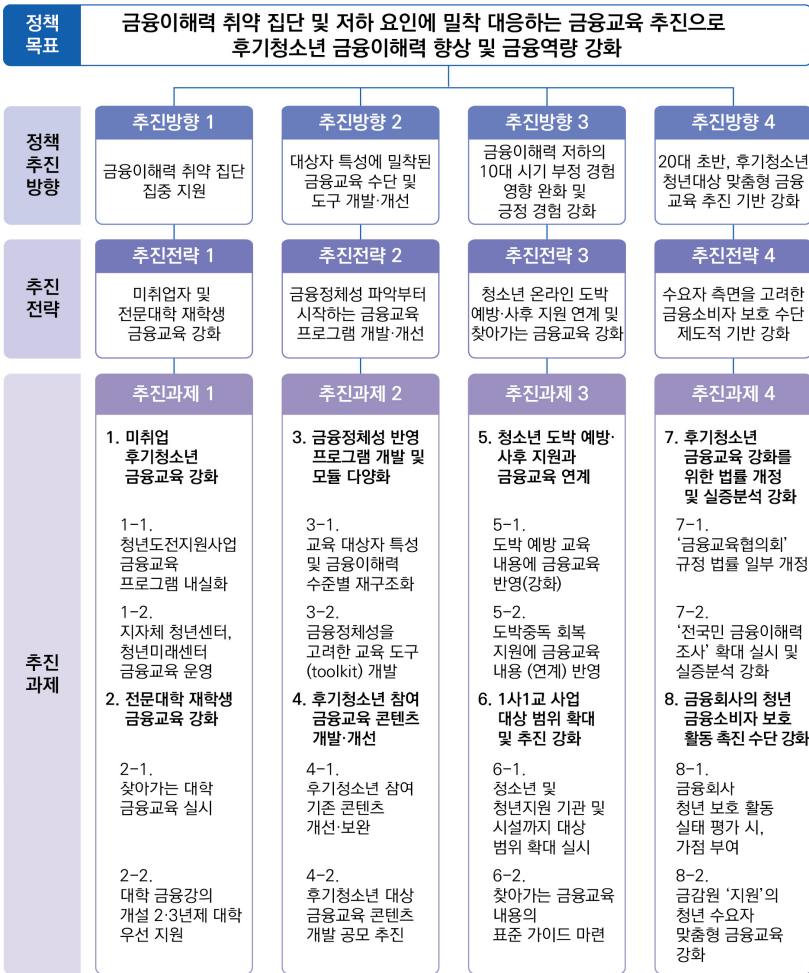 정책
목표
금융이해력 취약 집단 및 저하 요인에 밀착 대응하는 금융교육 추진으로
후기청소년 금융이해력 향상 및 금융역량 강화
정책
추진
방향
추진방향 1
금융이해력 취약 집단
집중 지원
추진방향 2
대상자 특성에 밀착된
금융교육 수단 및
도구 개발·개선
추진방향 3
금융이해력 저하의
10대 시기 부정 경험
영향 완화 및
긍정 경험 강화
추진방향 4
20대 초반, 후기청소년
청년대상 맞춤형 금융
교육 추진 기반 강화
추진
전략
추진전략 1
미취업자 및
전문대학 재학생
금융교육 강화
추진전략 2
금융정체성 파악부터
시작하는 금융교육
프로그램 개발·개선
추진전략 3
청소년 온라인 도박
예방·사후 지원 연계 및
찾아가는 금융교육 강화
추진전략 4
수요자 측면을 고려한
금융소비자 보호 수단
제도적 기반 강화
추진
과제
추진과제 1
1. 미취업
후기청소년
금융교육 강화
1-1.
청년도전지원사업
금융교육
프로그램 내실화
1-2.
지자체 청년센터,
청년미래센터
금융교육 운영
2. 전문대학 재학생
금융교육 강화
2-1.
찾아가는 대학
금융교육 실시
2-2.
대학 금융강의
개설 2·3년제 대학
우선 지원
추진과제 2
3. 금융정체성 반영
프로그램 개발 및
모듈 다양화
3-1.
교육 대상자 특성
및 금융이해력
수준별 재구조화
3-2.
금융정체성을
고려한 교육 도구
(toolkit) 개발
4. 후기청소년 참여
금융교육 콘텐츠
개발·개선
4-1.
후기청소년 참여
기존 콘텐츠
개선·보완
4-2.
후기청소년 대상
금융교육 콘텐츠
개발 공모 추진
추진과제 3
5. 청소년 도박 예방·
사후 지원과
금융교육 연계
5-1.
도박 예방 교육
내용에 금융교육
반영(강화)
5-2.
도박중독 회복
지원에 금융교육
내용 (연계) 반영
6. 1사1교 사업
대상 범위 확대
및 추진 강화
6-1.
청소년 및
청년지원 기관 및
시설까지 대상
범위 확대 실시
6-2.
찾아가는 금융교육
내용의
표준 가이드 마련
추진과제 4
7. 후기청소년
금융교육 강화를
위한 법률 개정
및 실증분석 강화
7-1.
‘금융교육협의회’
규정 법률 일부 개정
7-2.
‘전국민 금융이해력
조사’ 확대 실시 및
실증분석 강화
8. 금융회사의 청년
금융소비자 보호
활동 촉진 수단 강화
8-1.
금융회사
청년 보호 활동
실태 평가 시,
가점 부여
8-2.
금감원 ‘지원’의
청년 수요자
맞춤형 금융교육
강화